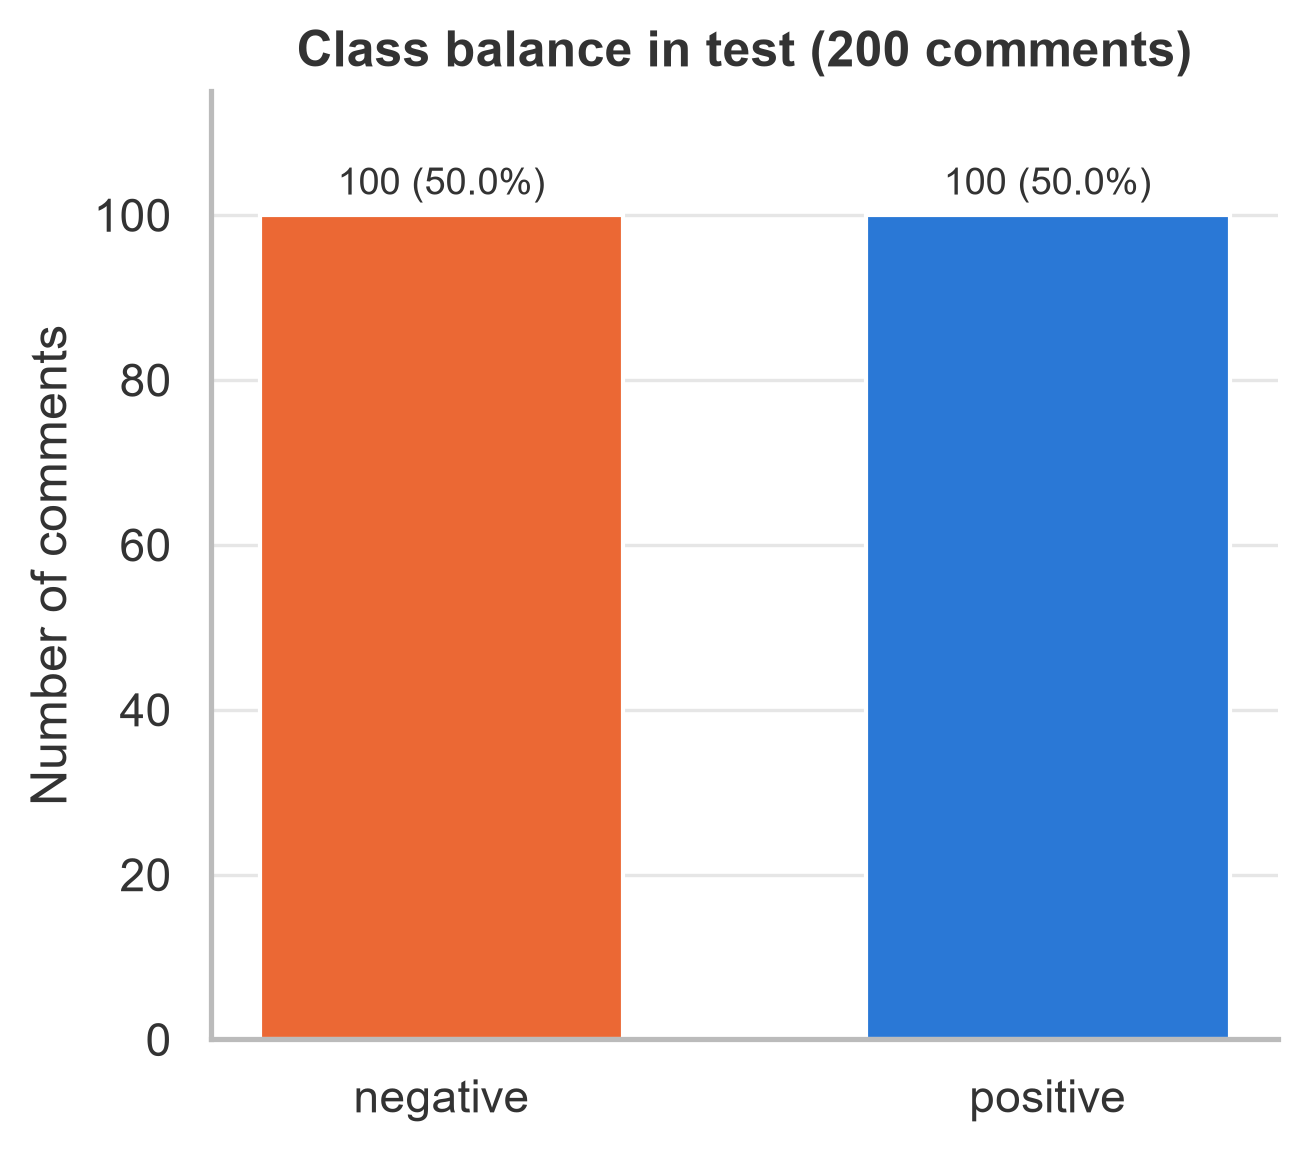 Class balance in test (200 comments)
100 (50.0%)
100 (50.0%)
Number of comments
100
80
60
40
20
0
negative
positive